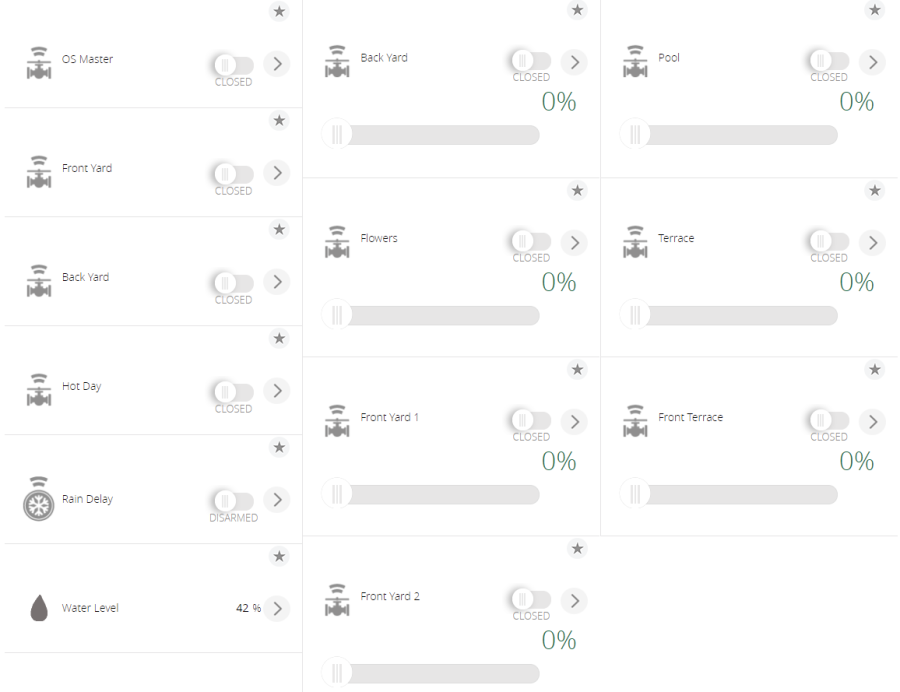 OS Master
CLOSED
Front Yard
CLOSED
Back Yard
CLOSED
Hot Day
CLOSED
Rain Delay
DISARMED
Water Level
42 %
Back Yard
CLOSED
0%
Flowers
CLOSED
0%
Front Yard 1
CLOSED
0%
Front Yard 2
CLOSED
0%
Pool
CLOSED
0%
Terrace
CLOSED
0%
Front Terrace
CLOSED
0%